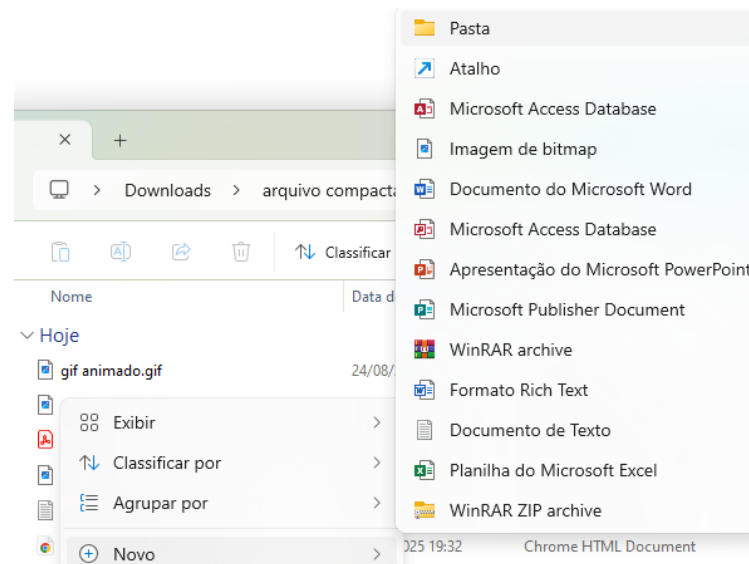 Pasta
Atalho
Microsoft Access Database
Imagem de bitmap
Documento do Microsoft Word
Microsoft Access Database
Apresentação do Microsoft PowerPoint
Microsoft Publisher Document
WinRAR archive
Formato Rich Text
Documento de Texto
Planilha do Microsoft Excel
WinRAR ZIP archive
Downloads > arquivo compacta
Classificar
Nome Data d
Hoje
gif animado.gif 24/08/
Exibir
Classificar por
Agrupar por
Novo
025 19:32 Chrome HTML Document